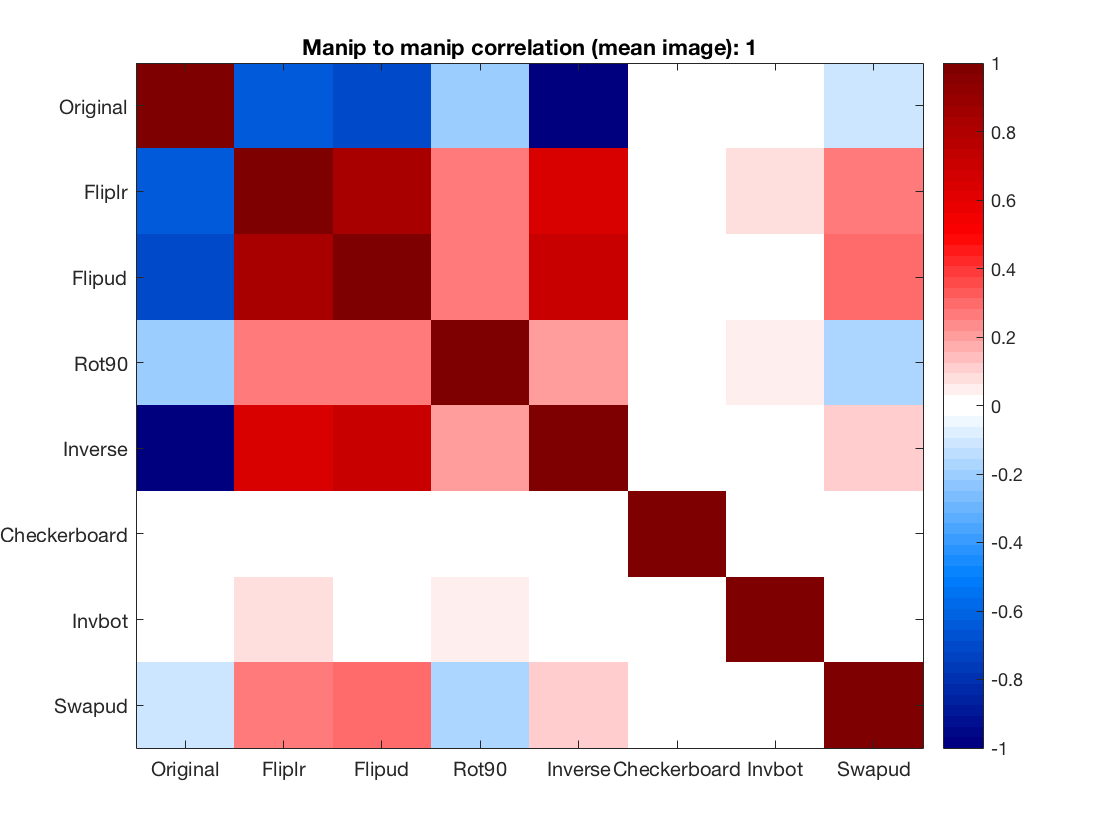 Manip to manip correlation (mean image): 1
Original
Fliplr
Flipud
Rot90
Inverse
Checkerboard
Invbot
Swapud
Original Fliplr Flipud Rot90 Inverse Checkerboard Invbot Swapud
1
0.8
0.6
0.4
0.2
0
-0.2
-0.4
-0.6
-0.8
-1